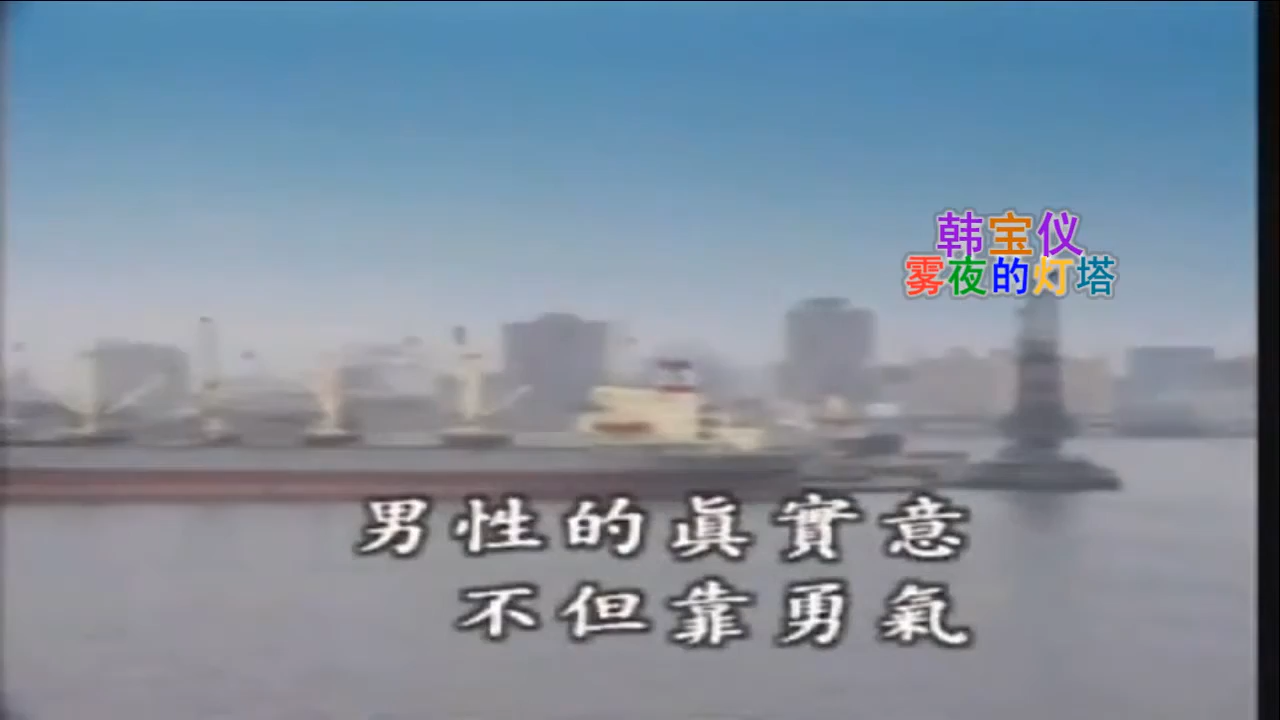 韩宝仪
雾夜的灯塔
男性的眞實意
不但靠勇氣